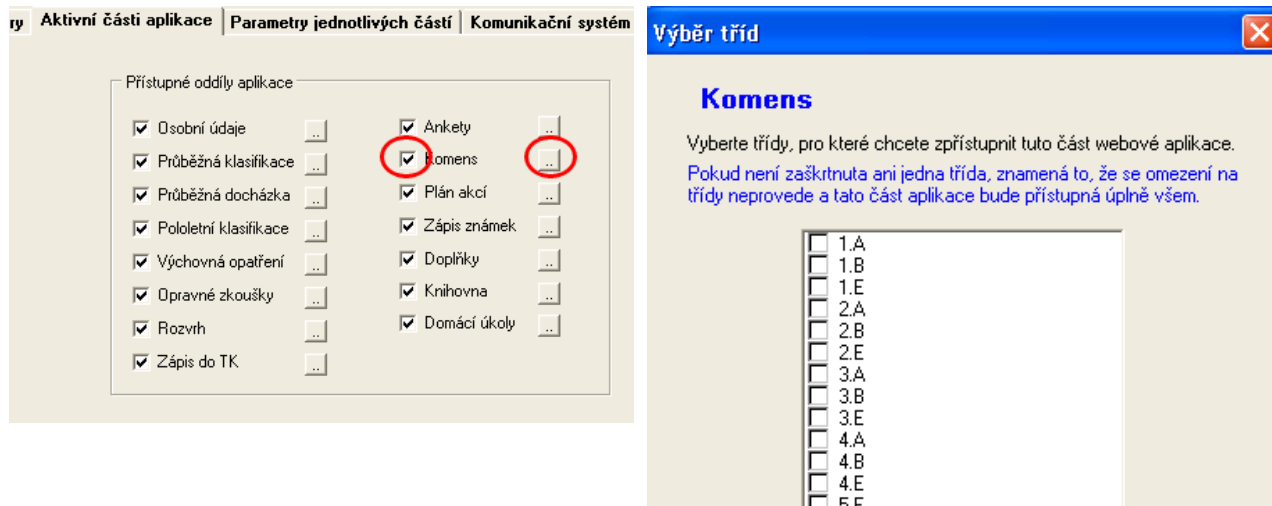 ry Aktivní části aplikace Parametry jednotlivých částí Komunikační systém
Přístupné oddíly aplikace
Osobní údaje ..
Průběžná klasifikace ..
Průběžná docházka ..
Pololetní klasifikace ..
Výchovná opatření ..
Opravné zkoušky ..
Rozvrh ..
Zápis do TK ..
Ankety ..
Komens ..
Plán akcí ..
Zápis známek ..
Doplňky ..
Knihovna ..
Domácí úkoly ..
Výběr tříd
Komens
Vyberte třídy, pro které chcete zpřístupnit tuto část webové aplikace.
Pokud není zaškrtnuta ani jedna třída, znamená to, že se omezení na
třídy neprovede a tato část aplikace bude přístupná úplně všem.
1.A
1.B
1.E
2.A
2.B
2.E
3.A
3.B
3.E
4.A
4.B
4.E
5.E